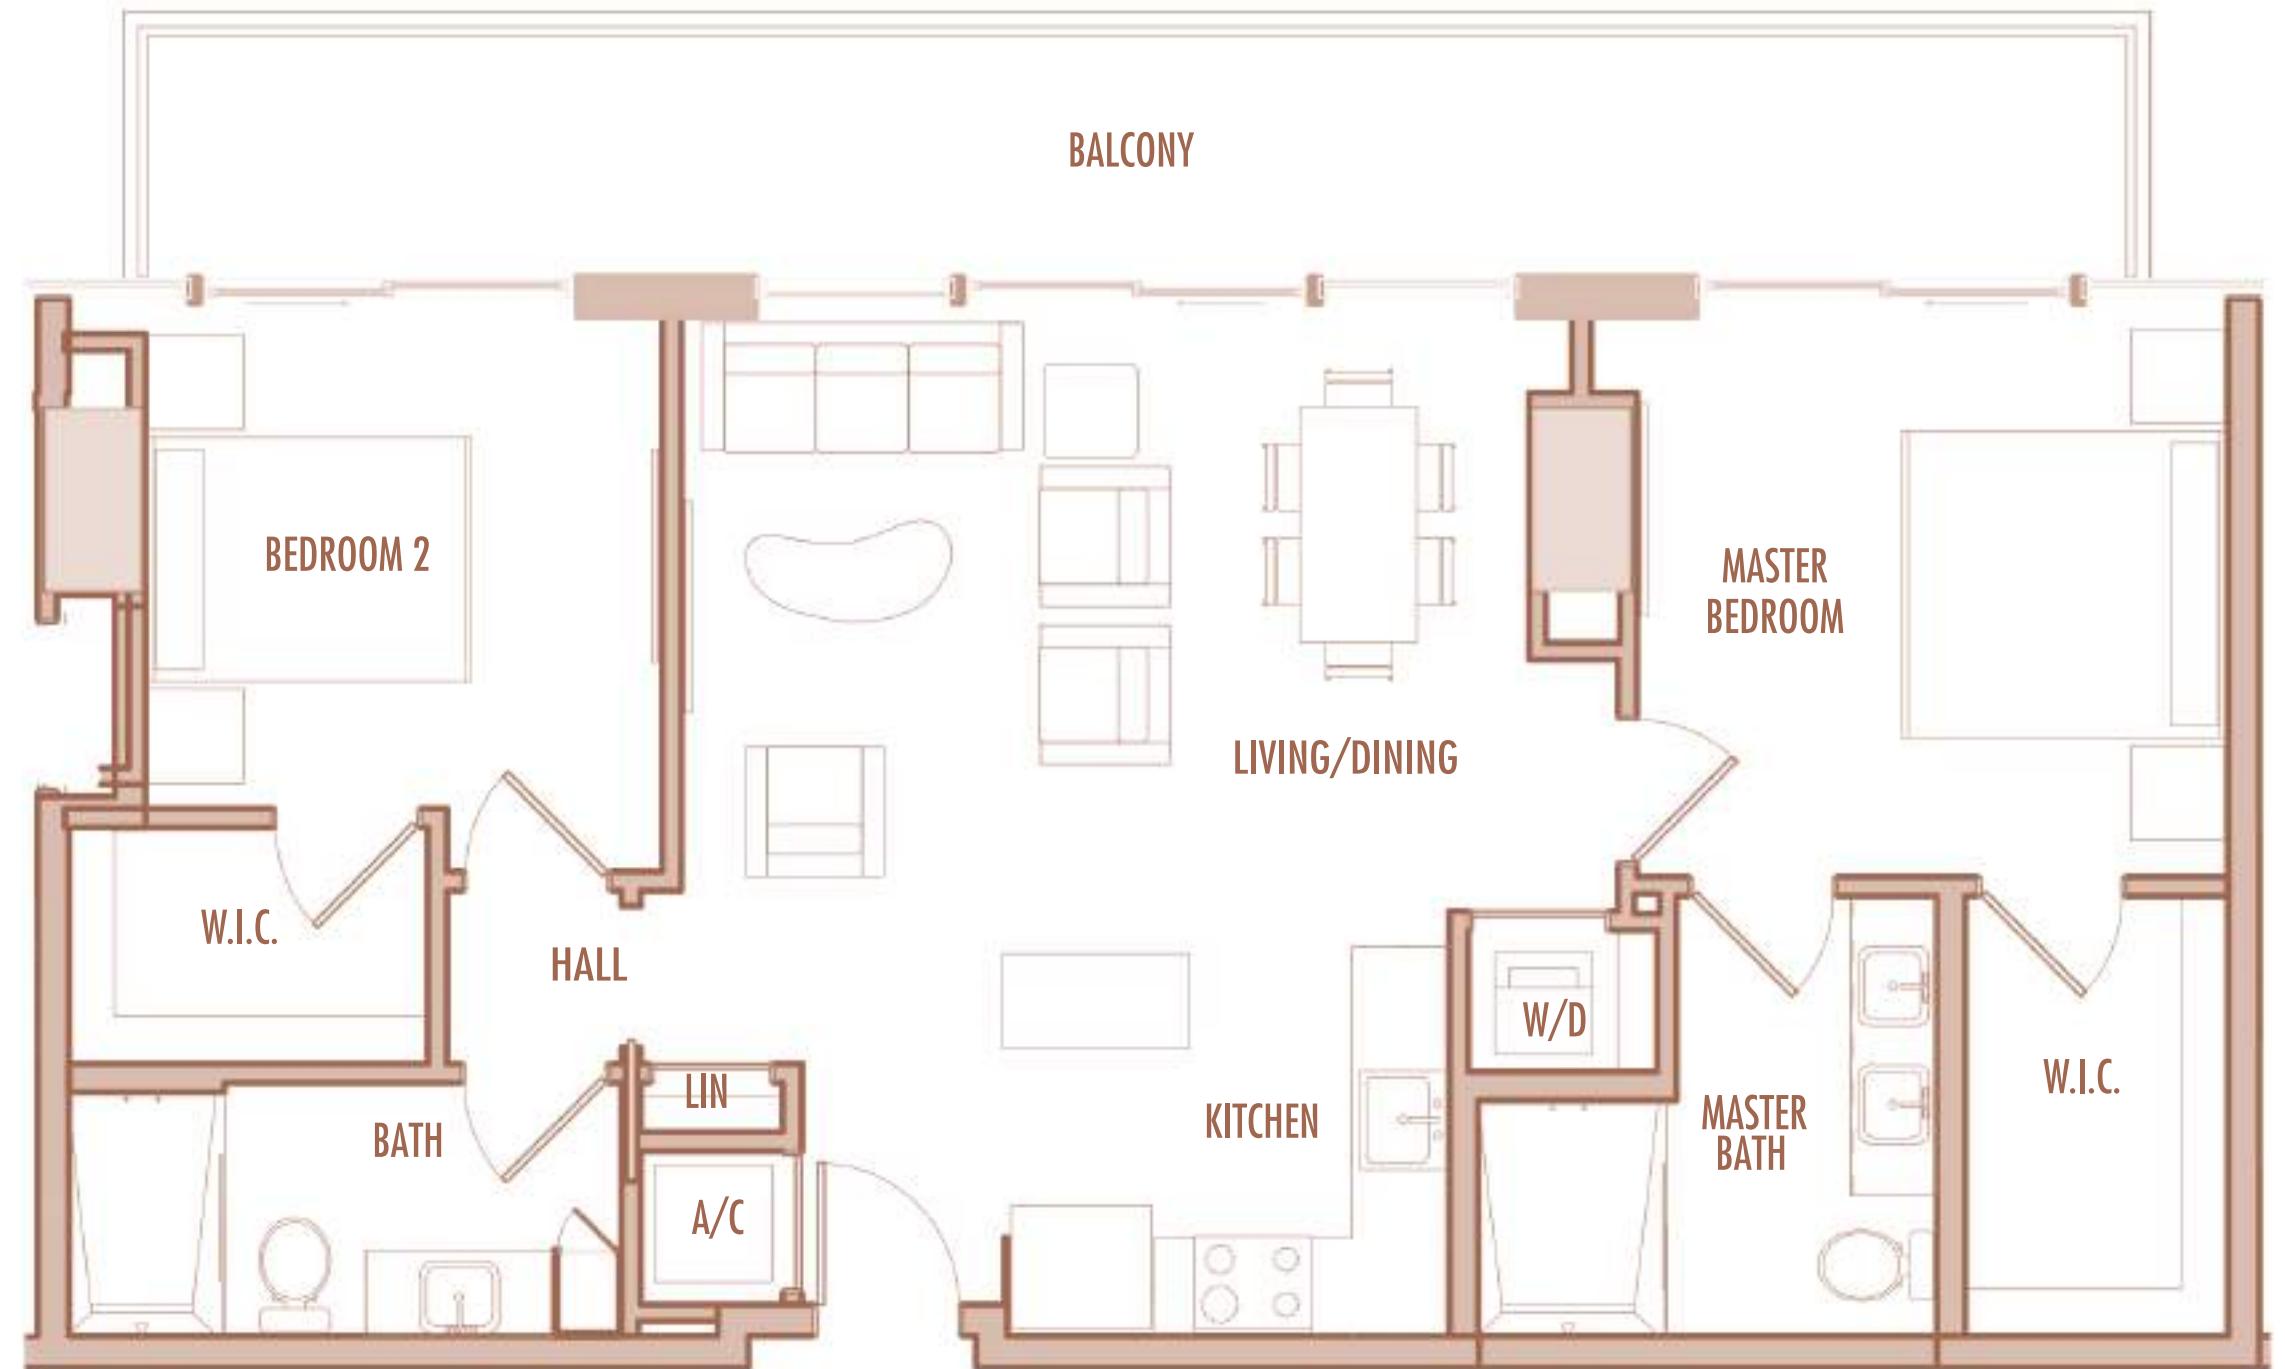 BALCONY
BEDROOM 2
MASTER
BEDROOM
LIVING/DINING
W.I.C.
HALL
W/D
LIN
W.I.C.
KITCHEN
MASTER
BATH
BATH
A/C